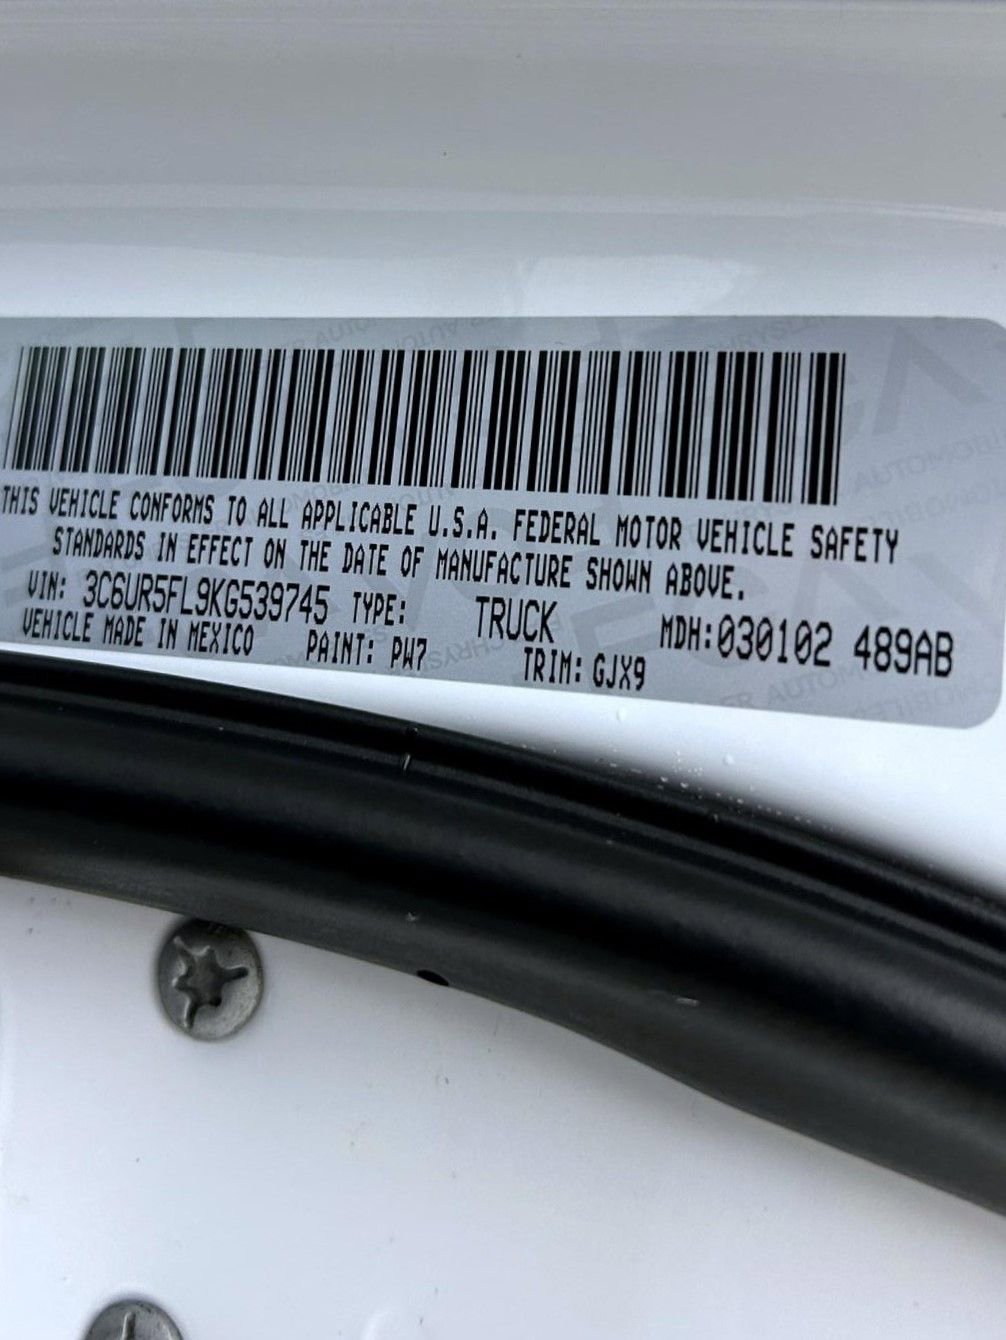 THIS VEHICLE CONFORMS TO ALL APPLICABLE U.S.A. FEDERAL MOTOR VEHICLE SAFETY
STANDARDS IN EFFECT ON THE DATE OF MANUFACTURE SHOWN ABOVE.
VIN: 3C6UR5FL9KG539745 TYPE: TRUCK MDH:030102 489AB
VEHICLE MADE IN MEXICO PAINT: PW7 TRIM: GJX9